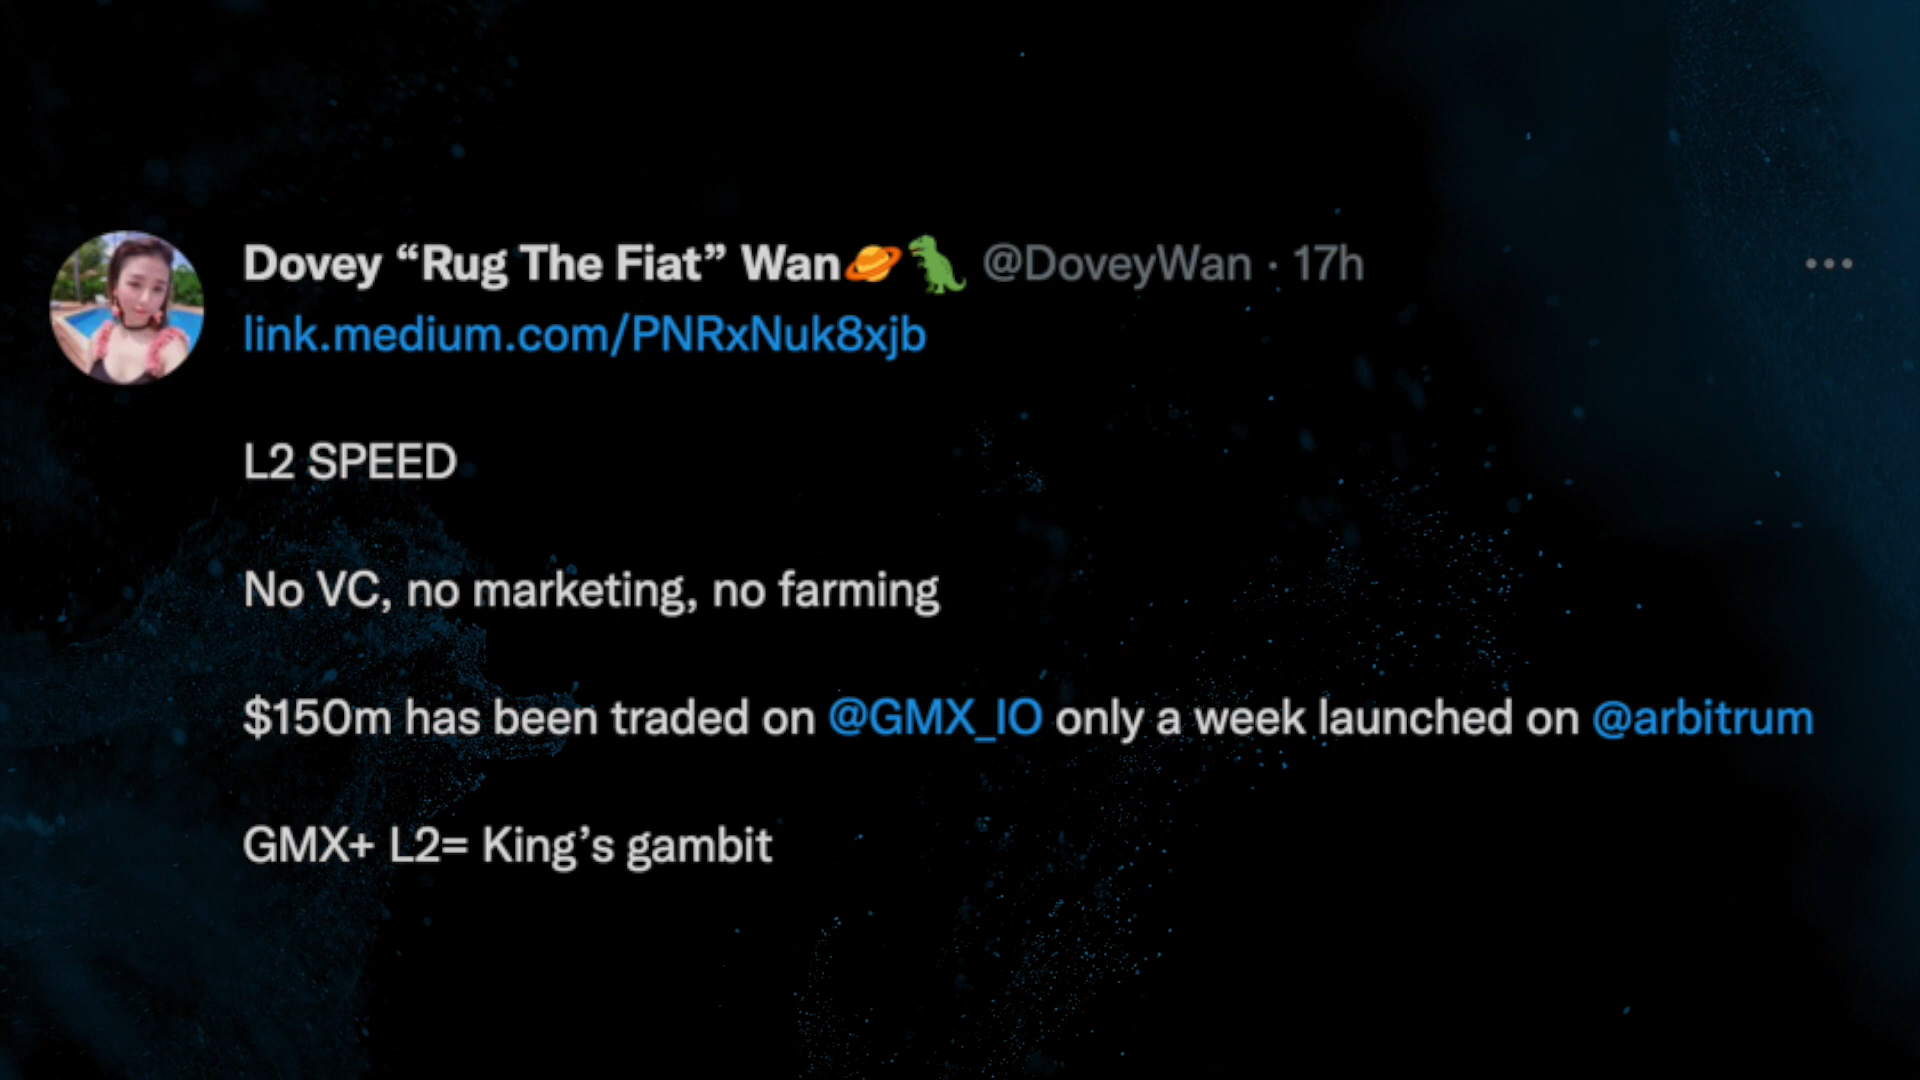 Dovey “Rug The Fiat” Wan🪐🦖 @DoveyWan · 17h
link.medium.com/PNRxNuk8xjb
L2 SPEED
No VC, no marketing, no farming
$150m has been traded on @GMX_IO only a week launched on @arbitrum
GMX+ L2= King’s gambit